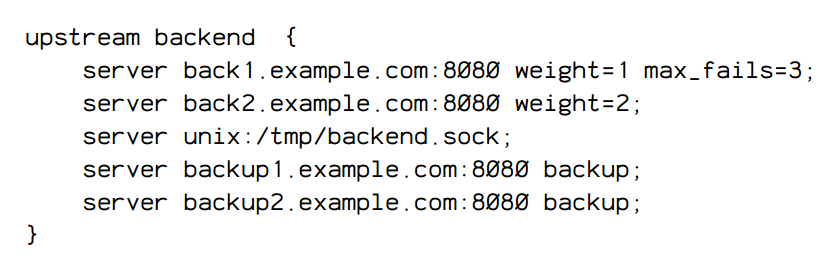 upstream backend  {
    server back1.example.com:8080 weight=1 max_fails=3;
    server back2.example.com:8080 weight=2;
    server unix:/tmp/backend.sock;
    server backup1.example.com:8080 backup;
    server backup2.example.com:8080 backup;
}